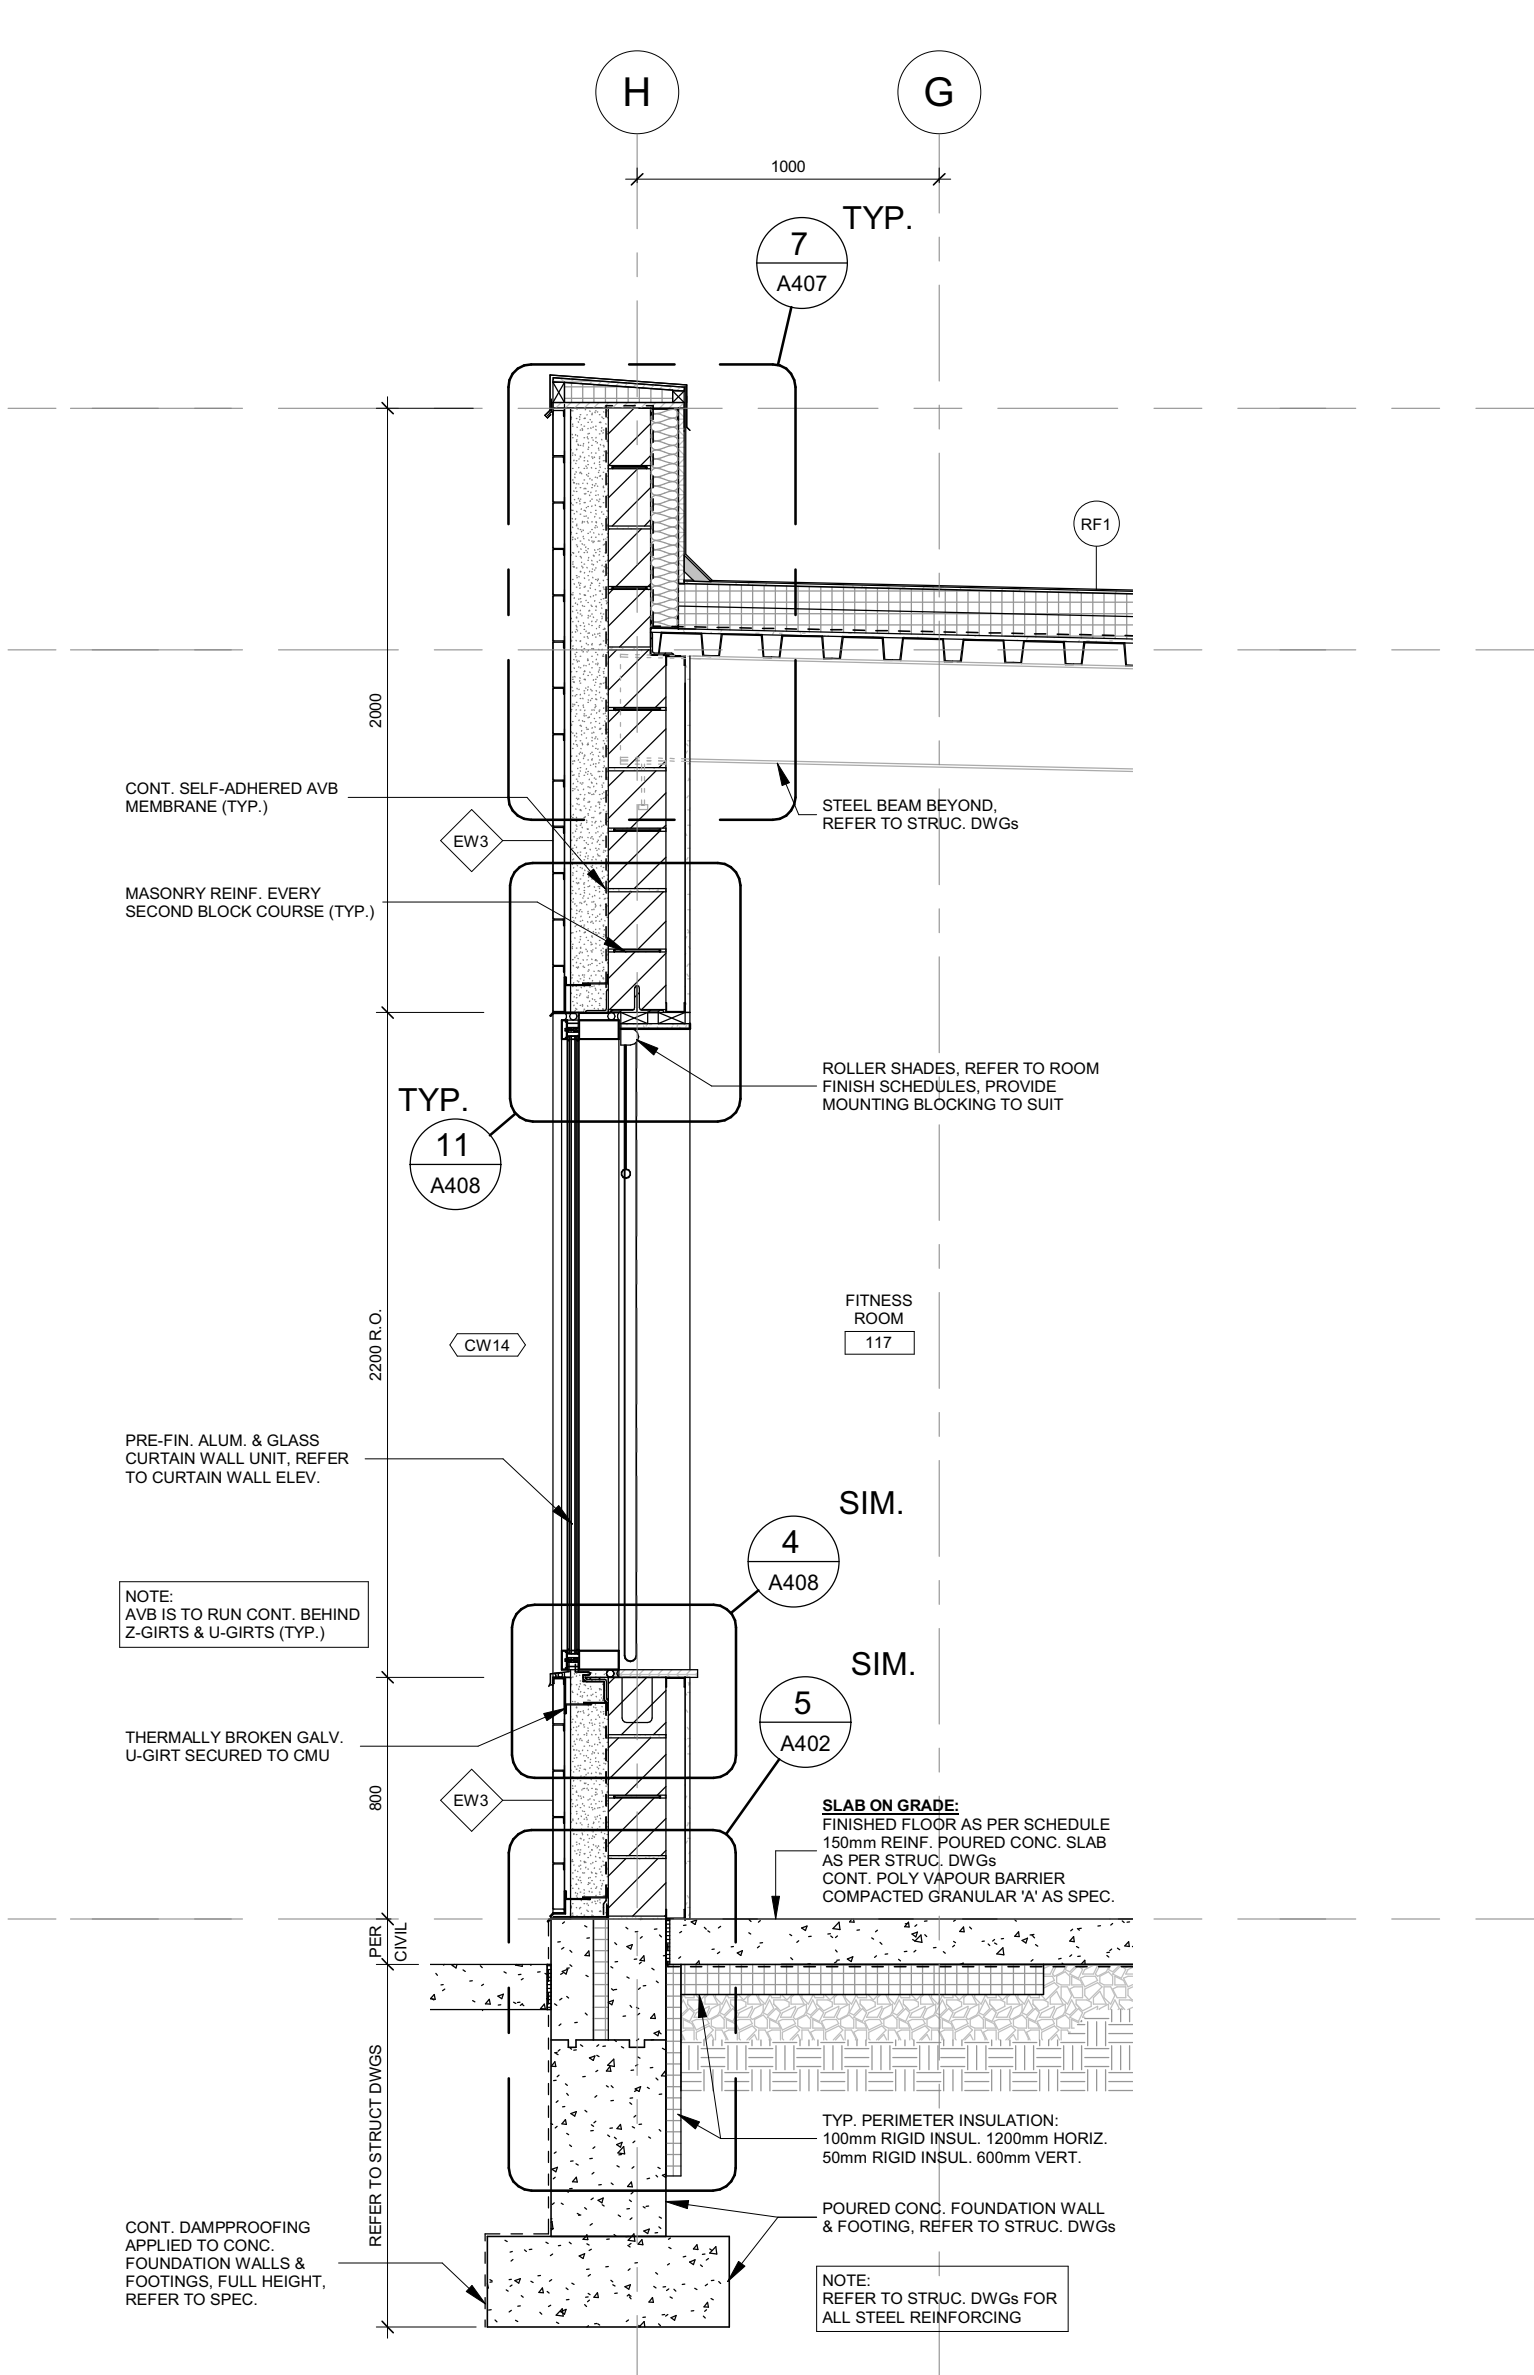 H
G
1000
TYP.
7
A407
RF1
2000
CONT. SELF-ADHERED AVB
MEMBRANE (TYP.)
EW3
STEEL BEAM BEYOND,
REFER TO STRUC. DWGs
MASONRY REINF. EVERY
SECOND BLOCK COURSE (TYP.)
ROLLER SHADES, REFER TO ROOM
FINISH SCHEDULES, PROVIDE
MOUNTING BLOCKING TO SUIT
TYP.
11
A408
2200 R.O.
CW14
FITNESS
ROOM
117
PRE-FIN. ALUM. & GLASS
CURTAIN WALL UNIT, REFER
TO CURTAIN WALL ELEV.
SIM.
4
A408
NOTE:
AVB IS TO RUN CONT. BEHIND
Z-GIRTS & U-GIRTS (TYP.)
SIM.
5
A402
THERMALLY BROKEN GALV.
U-GIRT SECURED TO CMU
800
EW3
SLAB ON GRADE:
FINISHED FLOOR AS PER SCHEDULE
150mm REINF. POURED CONC. SLAB
AS PER STRUC. DWGs
CONT. POLY VAPOUR BARRIER
COMPACTED GRANULAR 'A' AS SPEC.
PER
CIVIL
REFER TO STRUCT DWGS
TYP. PERIMETER INSULATION:
100mm RIGID INSUL. 1200mm HORIZ.
50mm RIGID INSUL. 600mm VERT.
POURED CONC. FOUNDATION WALL
& FOOTING, REFER TO STRUC. DWGs
CONT. DAMPPROOFING
APPLIED TO CONC.
FOUNDATION WALLS &
FOOTINGS, FULL HEIGHT,
REFER TO SPEC.
NOTE:
REFER TO STRUC. DWGs FOR
ALL STEEL REINFORCING